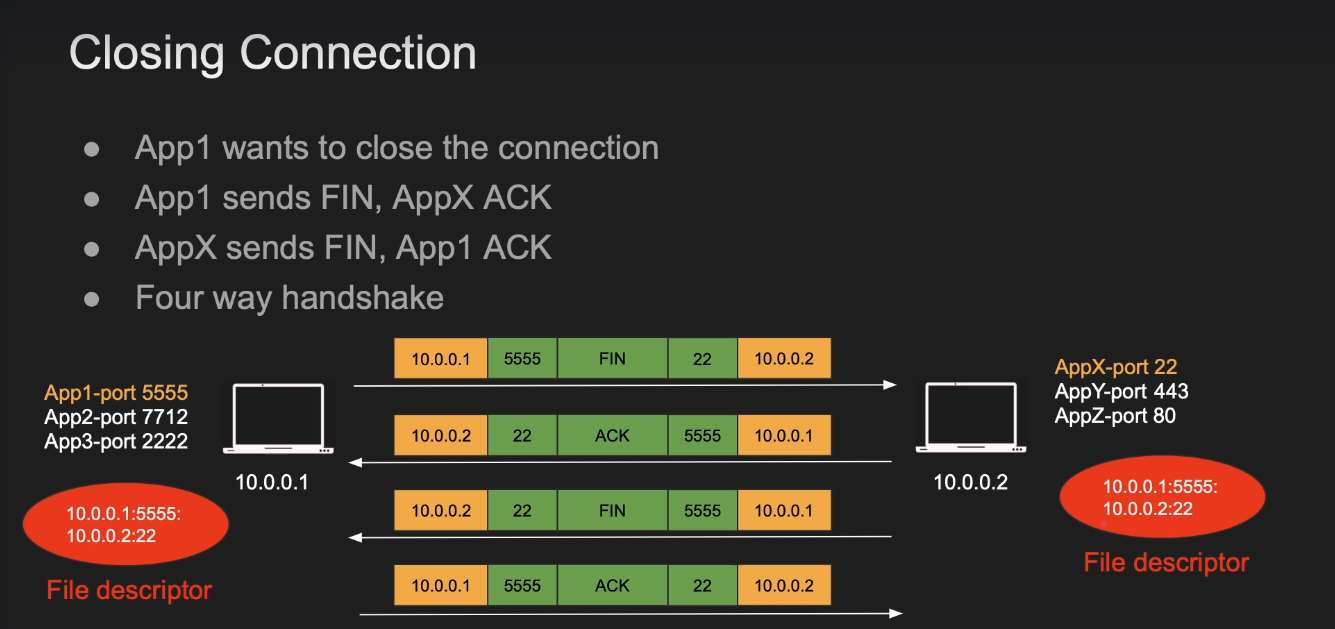 Closing Connection
● App1 wants to close the connection
● App1 sends FIN, AppX ACK
● AppX sends FIN, App1 ACK
● Four way handshake
10.0.0.1 5555 FIN 22 10.0.0.2
10.0.0.2 22 ACK 5555 10.0.0.1
10.0.0.2 22 FIN 5555 10.0.0.1
10.0.0.1 5555 ACK 22 10.0.0.2
App1-port 5555
App2-port 7712
App3-port 2222
10.0.0.1
10.0.0.1:5555:
10.0.0.2:22
File descriptor
AppX-port 22
AppY-port 443
AppZ-port 80
10.0.0.2
10.0.0.1:5555:
10.0.0.2:22
File descriptor